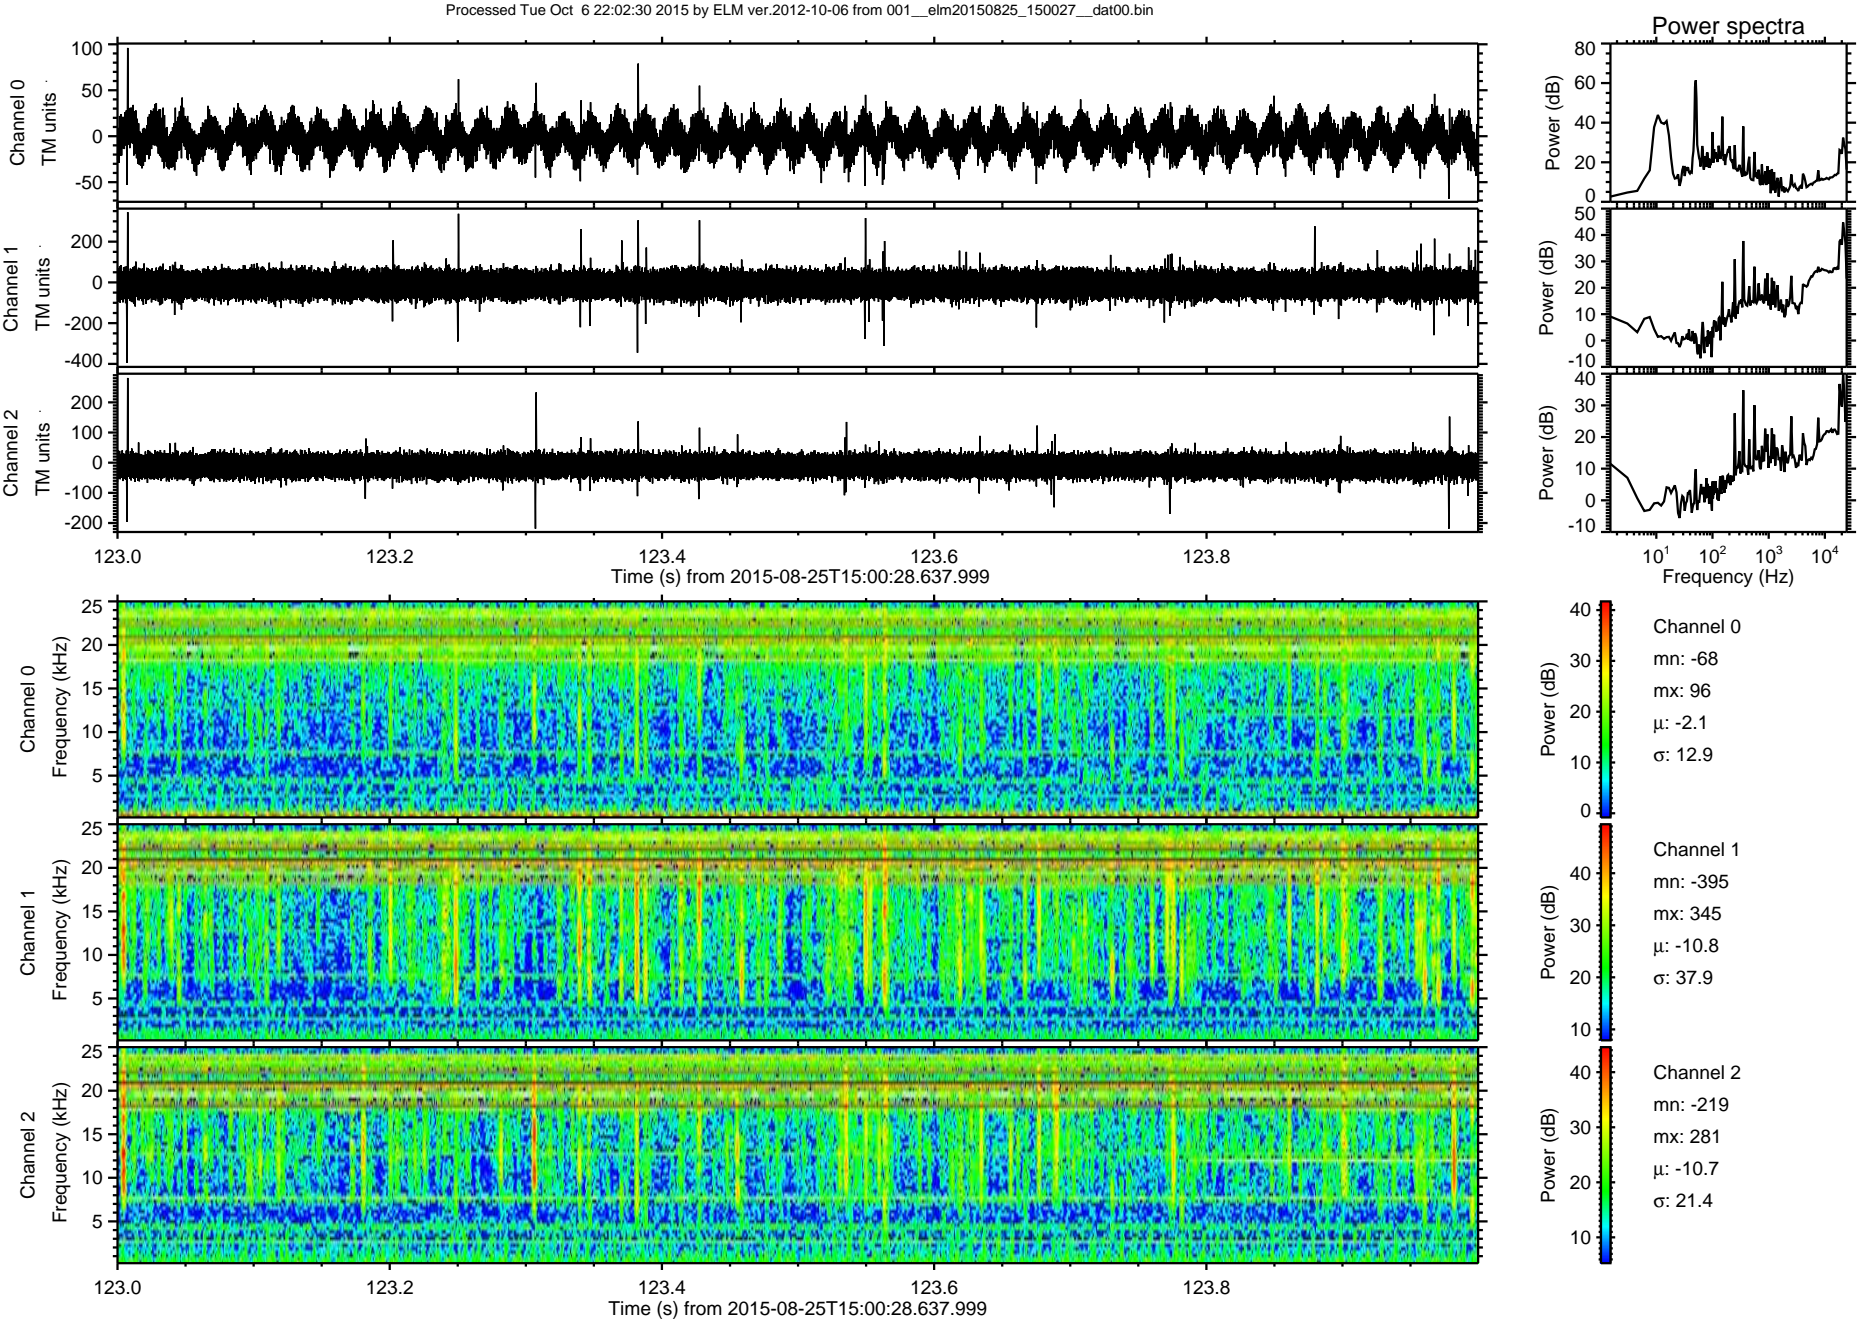 Processed Tue Oct  6 22:02:30 2015 by ELM ver.2012-10-06 from 001__elm20150825_150027__dat00.bin
Power spectra
Channel 0
TM units
100
50
0
-50
Power (dB)
80
60
40
20
0
Channel 1
TM units
200
0
-200
-400
Power (dB)
50
40
30
20
10
0
-10
Channel 2
TM units
200
100
0
-100
-200
Power (dB)
40
30
20
10
0
-10
123.0 123.2 123.4 123.6 123.8
Time (s) from 2015-08-25T15:00:28.637.999
10^1 10^2 10^3 10^4
Frequency (Hz)
Channel 0
Frequency (kHz)
25
20
15
10
5
Power (dB)
40
30
20
10
0
Channel 0
mn: -68
mx: 96
μ: -2.1
σ: 12.9
Channel 1
Frequency (kHz)
25
20
15
10
5
Power (dB)
40
30
20
10
Channel 1
mn: -395
mx: 345
μ: -10.8
σ: 37.9
Channel 2
Frequency (kHz)
25
20
15
10
5
Power (dB)
40
30
20
10
Channel 2
mn: -219
mx: 281
μ: -10.7
σ: 21.4
123.0 123.2 123.4 123.6 123.8
Time (s) from 2015-08-25T15:00:28.637.999